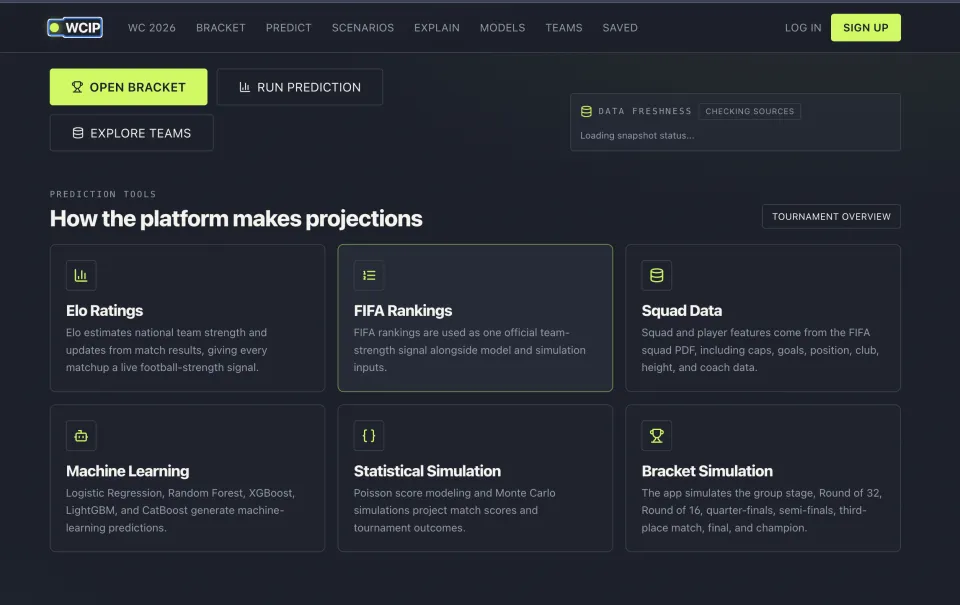 WCIP
WC 2026
BRACKET
PREDICT
SCENARIOS
EXPLAIN
MODELS
TEAMS
SAVED
LOG IN
SIGN UP
OPEN BRACKET
RUN PREDICTION
EXPLORE TEAMS
DATA FRESHNESS
CHECKING SOURCES
Loading snapshot status...
PREDICTION TOOLS
How the platform makes projections
TOURNAMENT OVERVIEW
Elo Ratings
Elo estimates national team strength and
updates from match results, giving every
matchup a live football-strength signal.
FIFA Rankings
FIFA rankings are used as one official team-
strength signal alongside model and simulation
inputs.
Squad Data
Squad and player features come from the FIFA
squad PDF, including caps, goals, position, club,
height, and coach data.
Machine Learning
Logistic Regression, Random Forest, XGBoost,
LightGBM, and CatBoost generate machine-
learning predictions.
Statistical Simulation
Poisson score modeling and Monte Carlo
simulations project match scores and
tournament outcomes.
Bracket Simulation
The app simulates the group stage, Round of 32,
Round of 16, quarter-finals, semi-finals, third-
place match, final, and champion.